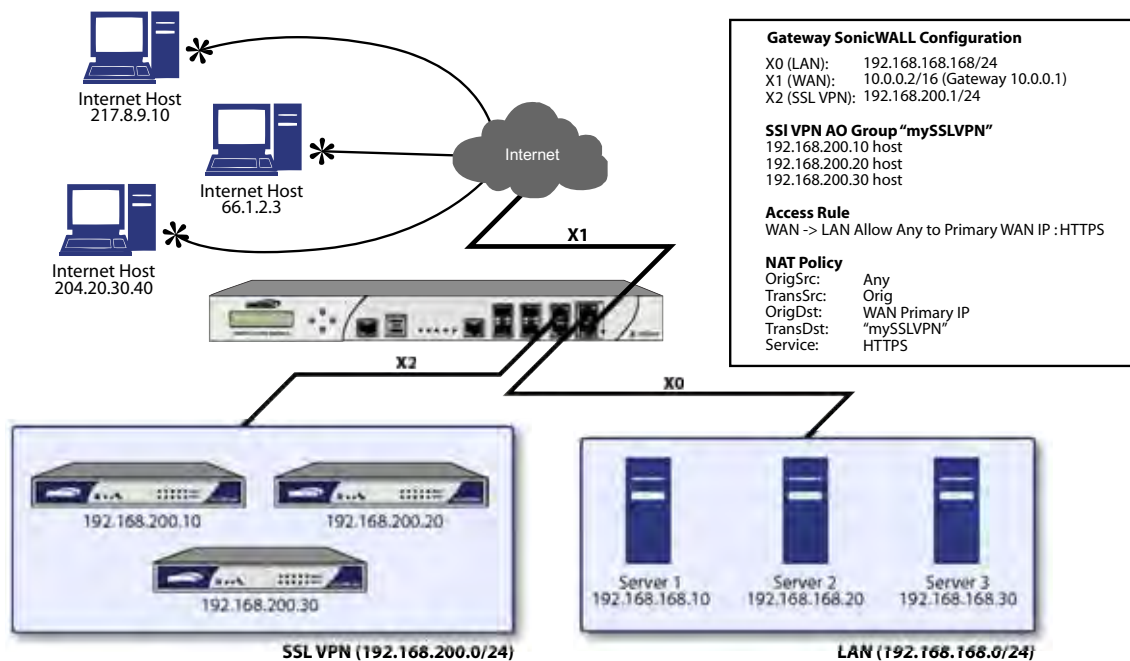 Internet Host
217.8.9.10
Internet Host
66.1.2.3
Internet Host
204.20.30.40
Internet
X1
X2
X0
Gateway SonicWALL Configuration
X0 (LAN): 192.168.168.168/24
X1 (WAN): 10.0.0.2/16 (Gateway 10.0.0.1)
X2 (SSL VPN): 192.168.200.1/24
SSl VPN AO Group “mySSLVPN”
192.168.200.10 host
192.168.200.20 host
192.168.200.30 host
Access Rule
WAN -> LAN Allow Any to Primary WAN IP : HTTPS
NAT Policy
OrigSrc: Any
TransSrc: Orig
OrigDst: WAN Primary IP
TransDst: “mySSLVPN”
Service: HTTPS
192.168.200.10
192.168.200.20
192.168.200.30
SSL VPN (192.168.200.0/24)
Server 1
192.168.168.10
Server 2
192.168.168.20
Server 3
192.168.168.30
LAN (192.168.168.0/24)